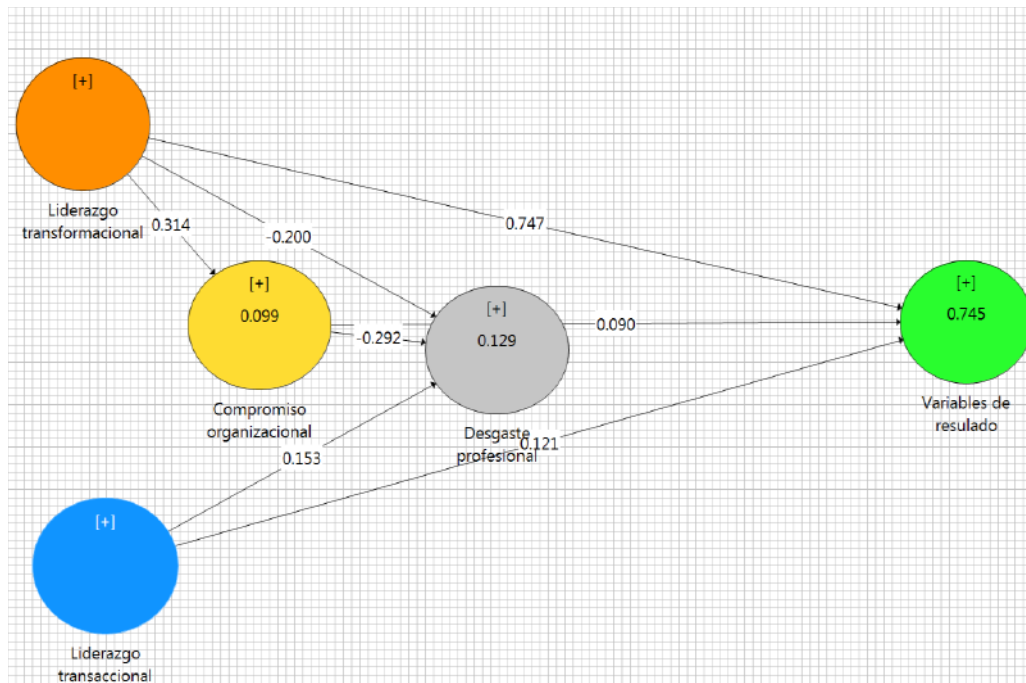 [+]
Liderazgo
transformacional
0.314
-0.200
0.747
[+]
0.099
Compromiso
organizacional
-0.292
[+]
0.129
Desgaste
profesional
0.090
[+]
0.745
Variables de
resulado
0.153
0.121
[+]
Liderazgo
transaccional